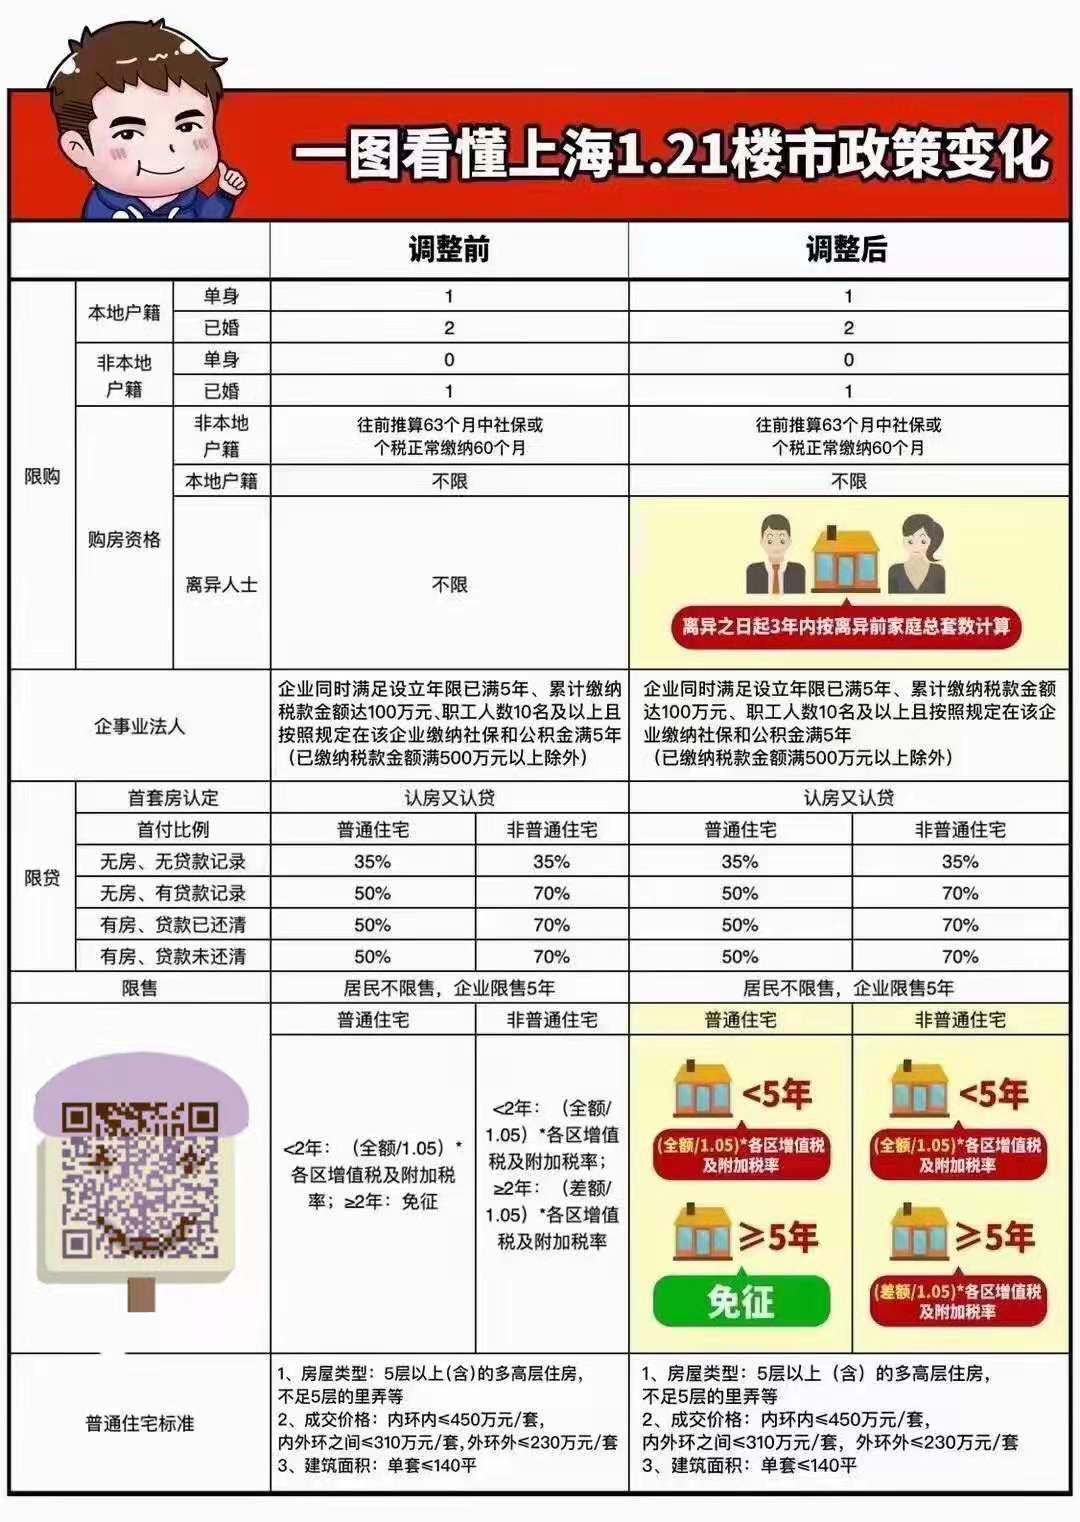 一图看懂上海1.21楼市政策变化
调整前
调整后
限购
本地户籍
单身
1
1
已婚
2
2
非本地
户籍
单身
0
0
已婚
1
1
购房资格
非本地
户籍
往前推算63个月中社保或
个税正常缴纳60个月
往前推算63个月中社保或
个税正常缴纳60个月
本地户籍
不限
不限
离异人士
不限
离异之日起3年内按离异前家庭总套数计算
企事业法人
企业同时满足设立年限已满5年、累计缴纳
税款金额达100万元、职工人数10名及以上且
按照规定在该企业缴纳社保和公积金满5年
（已缴纳税款金额满500万元以上除外）
企业同时满足设立年限已满5年、累计缴纳税款金额
达100万元、职工人数10名及以上且按照规定在该企
业缴纳社保和公积金满5年
（已缴纳税款金额满500万元以上除外）
限贷
首套房认定
认房又认贷
认房又认贷
首付比例
普通住宅
非普通住宅
普通住宅
非普通住宅
无房、无贷款记录
35%
35%
35%
35%
无房、有贷款记录
50%
70%
50%
70%
有房、贷款已还清
50%
70%
50%
70%
有房、贷款未还清
50%
70%
50%
70%
限售
居民不限售，企业限售5年
居民不限售，企业限售5年
普通住宅
非普通住宅
普通住宅
非普通住宅
<2年：（全额/1.05）*
各区增值税及附加税
率；≥2年：免征
<2年：（全额/
1.05）*各区增值
税及附加税率；
≥2年：（差额/
1.05）*各区增值
税及附加税率
<5年
(全额/1.05)*各区增值税
及附加税率
≥5年
免征
<5年
(全额/1.05)*各区增值税
及附加税率
≥5年
(差额/1.05)*各区增值税
及附加税率
普通住宅标准
1、房屋类型：5层以上(含)的多高层住房，
不足5层的里弄等
2、成交价格：内环内≤450万元/套，
内外环之间≤310万元/套，外环外≤230万元/套
3、建筑面积：单套≤140平
1、房屋类型：5层以上（含）的多高层住房，
不足5层的里弄等
2、成交价格：内环内≤450万元/套，
内外环之间≤310万元/套，外环外≤230万元/套
3、建筑面积：单套≤140平